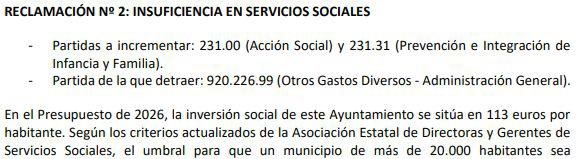 RECLAMACIÓN Nº 2: INSUFICIENCIA EN SERVICIOS SOCIALES
- Partidas a incrementar: 231.00 (Acción Social) y 231.31 (Prevención e Integración de
Infancia y Familia).
- Partida de la que detraer: 920.226.99 (Otros Gastos Diversos - Administración General).
En el Presupuesto de 2026, la inversión social de este Ayuntamiento se sitúa en 113 euros por
habitante. Según los criterios actualizados de la Asociación Estatal de Directoras y Gerentes de
Servicios Sociales, el umbral para que un municipio de más de 20.000 habitantes sea